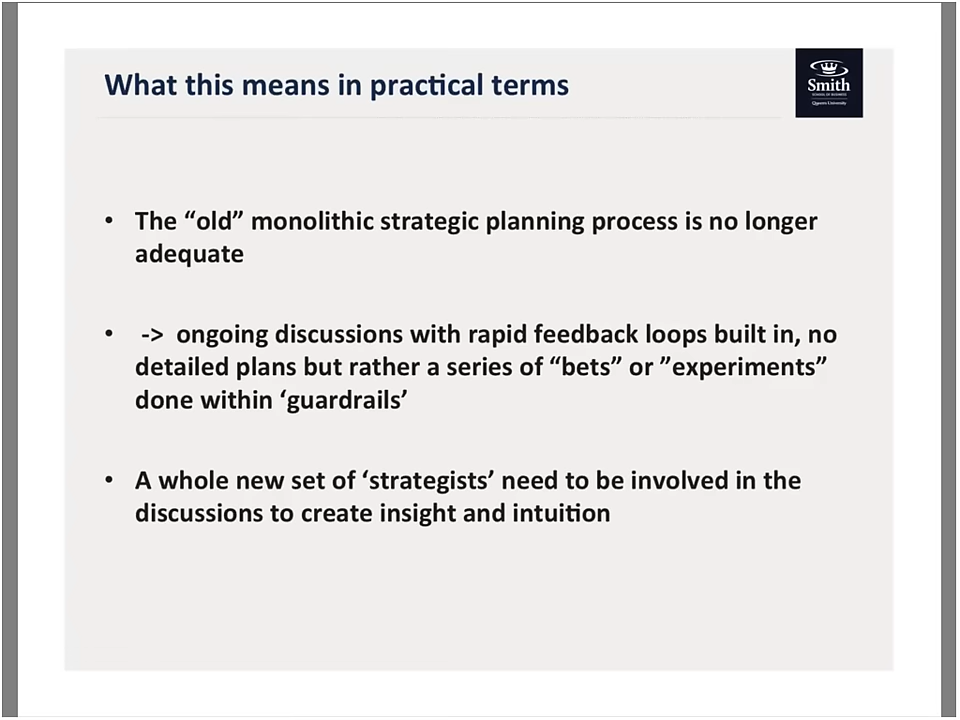 What this means in practical terms
Smith
SCHOOL OF BUSINESS
Queen's University
• The “old” monolithic strategic planning process is no longer
adequate
• -> ongoing discussions with rapid feedback loops built in, no
detailed plans but rather a series of “bets” or ”experiments”
done within ‘guardrails’
• A whole new set of ‘strategists’ need to be involved in the
discussions to create insight and intuition